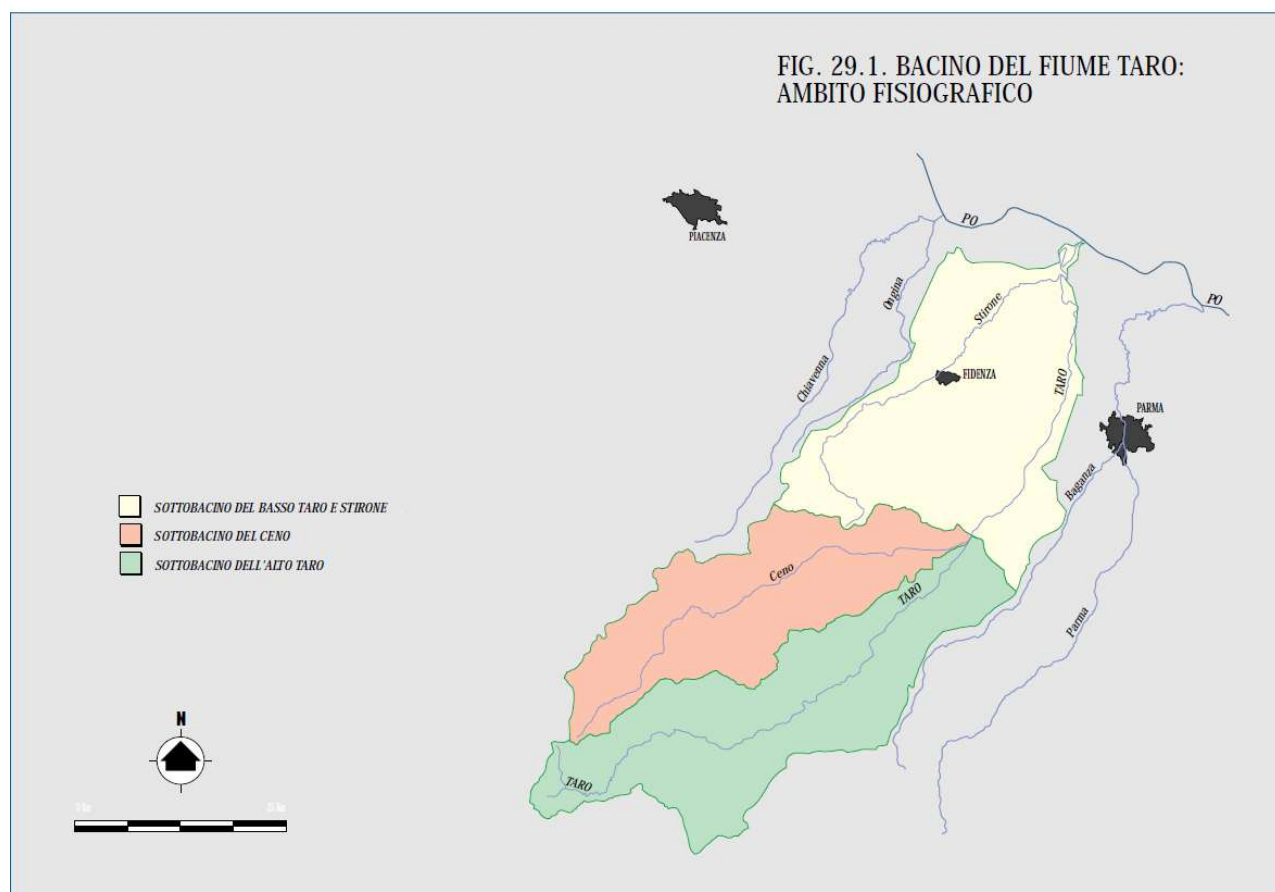 FIG. 29.1. BACINO DEL FIUME TARO:
AMBITO FISIOGRAFICO
PIACENZA
PO
Ongina
Stirone
PO
Chiavenna
FIDENZA
TARO
PARMA
Baganza
SOTTOBACINO DEL BASSO TARO E STIRONE
SOTTOBACINO DEL CENO
SOTTOBACINO DELL'ALTO TARO
Ceno
TARO
Parma
N
TARO